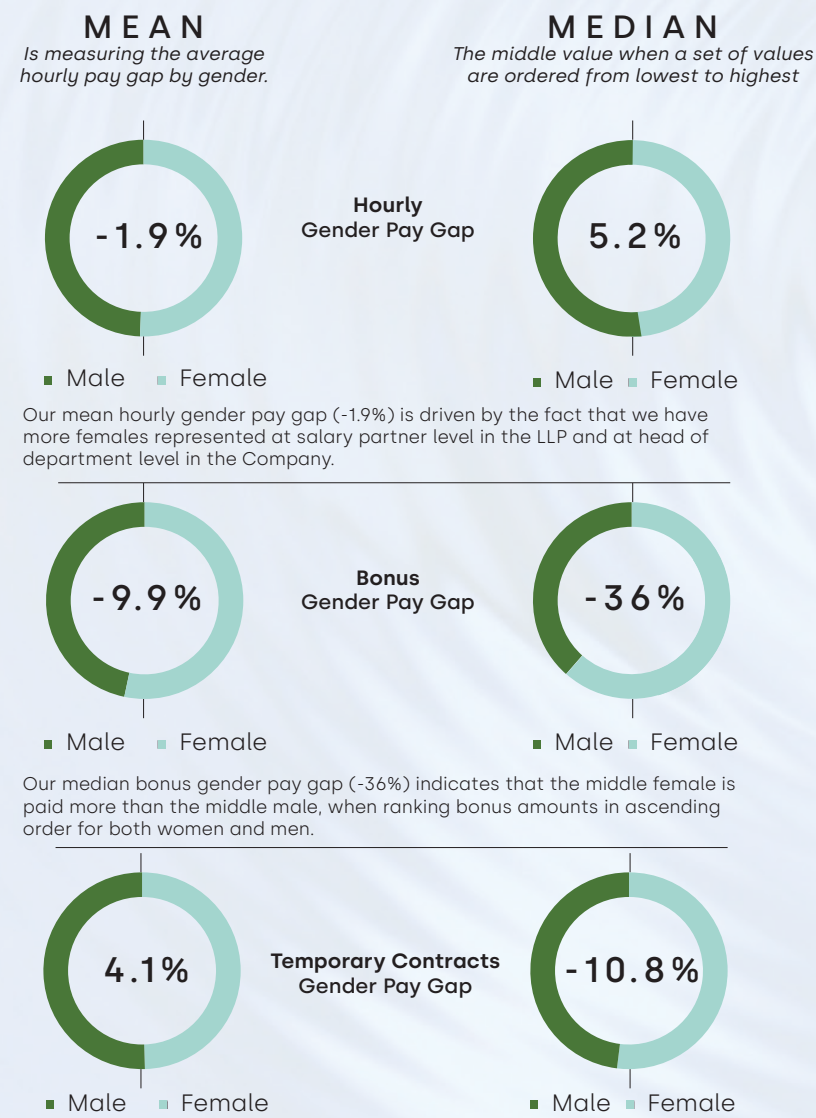 MEAN
Is measuring the average
hourly pay gap by gender.
MEDIAN
The middle value when a set of values
are ordered from lowest to highest
-1.9%
Hourly
Gender Pay Gap
5.2%
Male Female
Male Female
Our mean hourly gender pay gap (-1.9%) is driven by the fact that we have
more females represented at salary partner level in the LLP and at head of
department level in the Company.
-9.9%
Bonus
Gender Pay Gap
-36%
Male Female
Male Female
Our median bonus gender pay gap (-36%) indicates that the middle female is
paid more than the middle male, when ranking bonus amounts in ascending
order for both women and men.
4.1%
Temporary Contracts
Gender Pay Gap
-10.8%
Male Female
Male Female